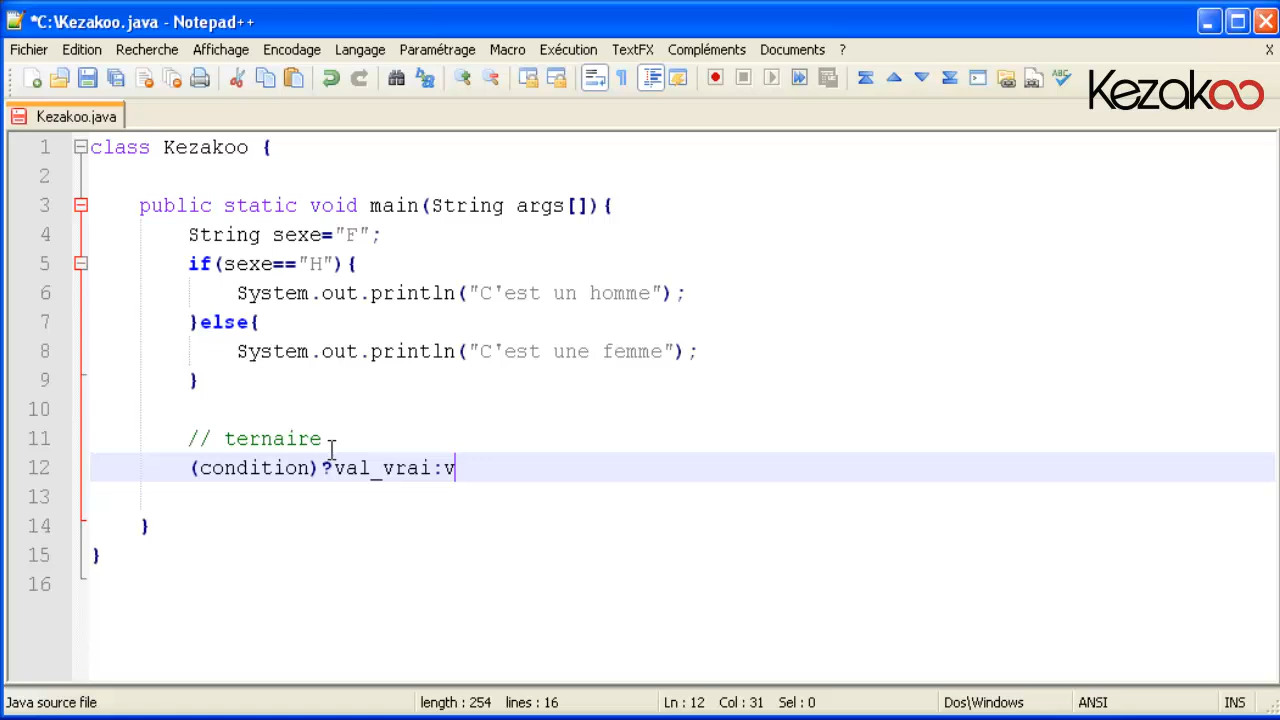 *C:\Kezakoo.java - Notepad++
Fichier Edition Recherche Affichage Encodage Langage Paramétrage Macro Exécution TextFX Compléments Documents ? X
Kezakoo
Kezakoo.java
1 class Kezakoo {
2
3 public static void main(String args[]){
4 String sexe="F";
5 if(sexe=="H"){
6 System.out.println("C'est un homme");
7 }else{
8 System.out.println("C'est une femme");
9 }
10
11 // ternaire
12 (condition)?val_vrai:v
13
14 }
15 }
16
Java source file length : 254 lines : 16 Ln : 12 Col : 31 Sel : 0 Dos\Windows ANSI INS